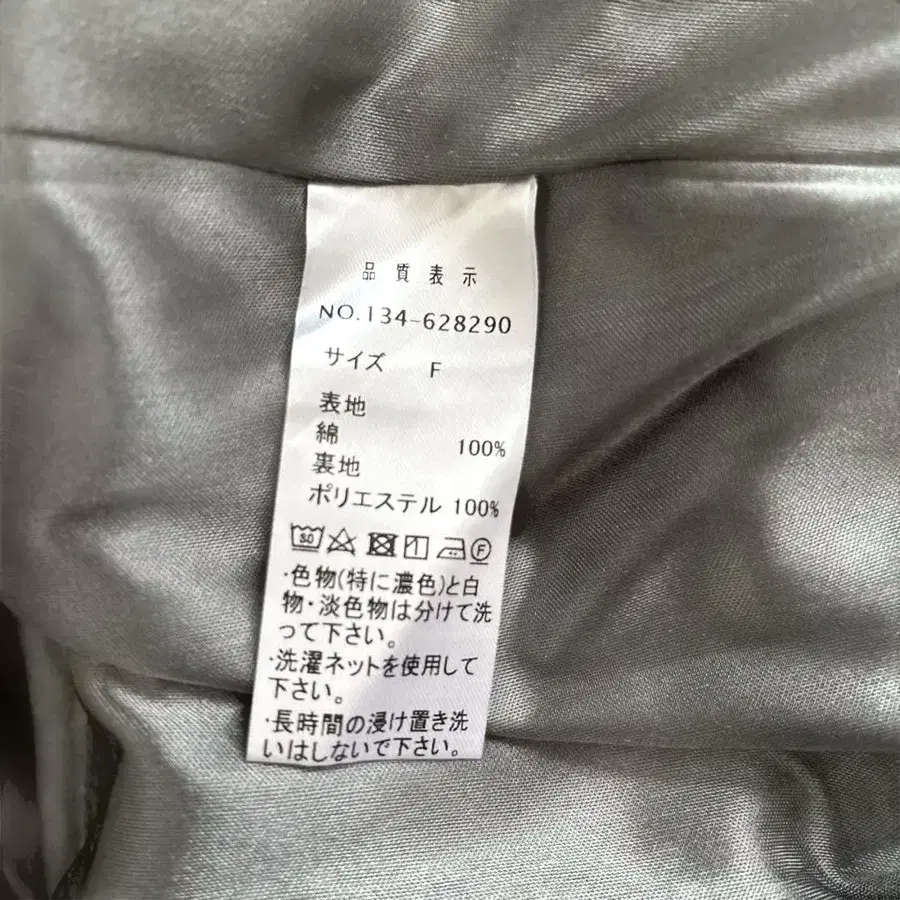 品質表示
NO.134-628290
サイズ F
表地
綿 100%
裏地
ポリエステル 100%
30 F
・色物(特に濃色)と白
物・淡色物は分けて洗
って下さい。
・洗濯ネットを使用して
下さい。
・長時間の浸け置き洗
いはしないで下さい。